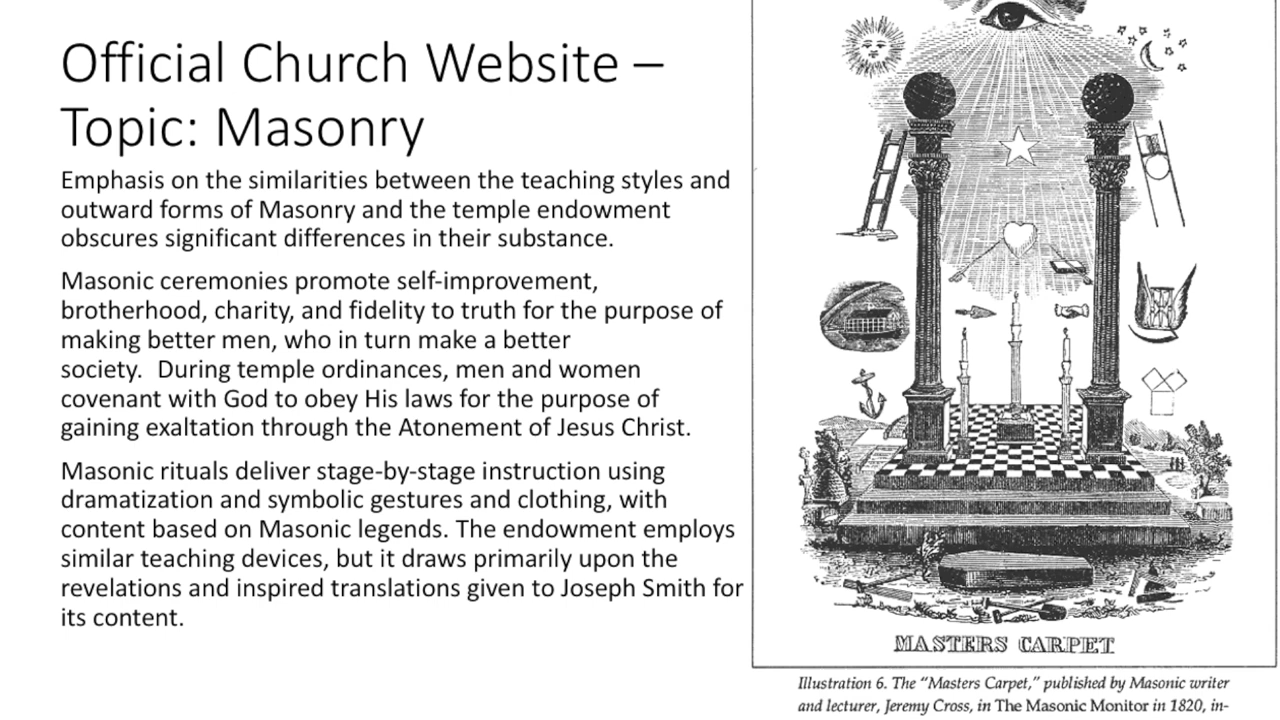 Official Church Website –
Topic: Masonry
Emphasis on the similarities between the teaching styles and
outward forms of Masonry and the temple endowment
obscures significant differences in their substance.
Masonic ceremonies promote self-improvement,
brotherhood, charity, and fidelity to truth for the purpose of
making better men, who in turn make a better
society.  During temple ordinances, men and women
covenant with God to obey His laws for the purpose of
gaining exaltation through the Atonement of Jesus Christ.
Masonic rituals deliver stage-by-stage instruction using
dramatization and symbolic gestures and clothing, with
content based on Masonic legends. The endowment employs
similar teaching devices, but it draws primarily upon the
revelations and inspired translations given to Joseph Smith for
its content.
MASTERS CARPET
Illustration 6. The “Masters Carpet,” published by Masonic writer
and lecturer, Jeremy Cross, in The Masonic Monitor in 1820, in-